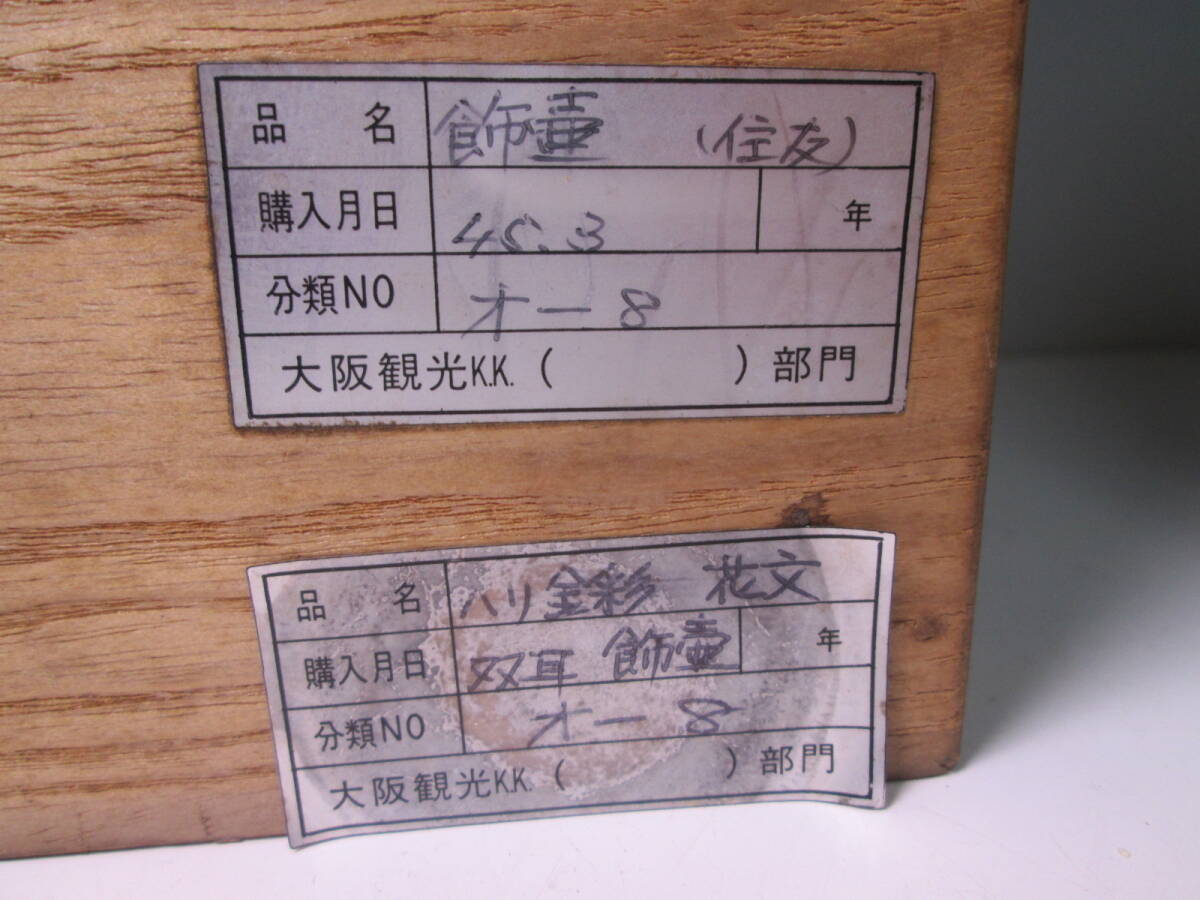 品名 飾壷 (住友)
購入月日 45.3 年
分類NO オー8
大阪観光K.K.( )部門
品名 ハリ金彩 花文
購入月日 双耳 飾壷 年
分類NO オー8
大阪観光K.K.( )部門